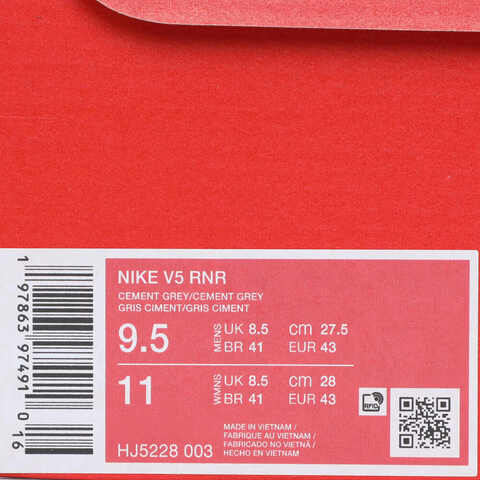 NIKE V5 RNR
CEMENT GREY/CEMENT GREY
GRIS CIMENT/GRIS CIMENT
9.5 MENS UK 8.5 cm 27.5
BR 41 EUR 43
11 WMNS UK 8.5 cm 28
BR 41 EUR 43
RFID
HJ5228 003
MADE IN VIETNAM /
FABRIQUE AU VIETNAM /
FABRICADO NO VIETNÃ /
HECHO EN VIETNAM
1 97863 97491 0 16